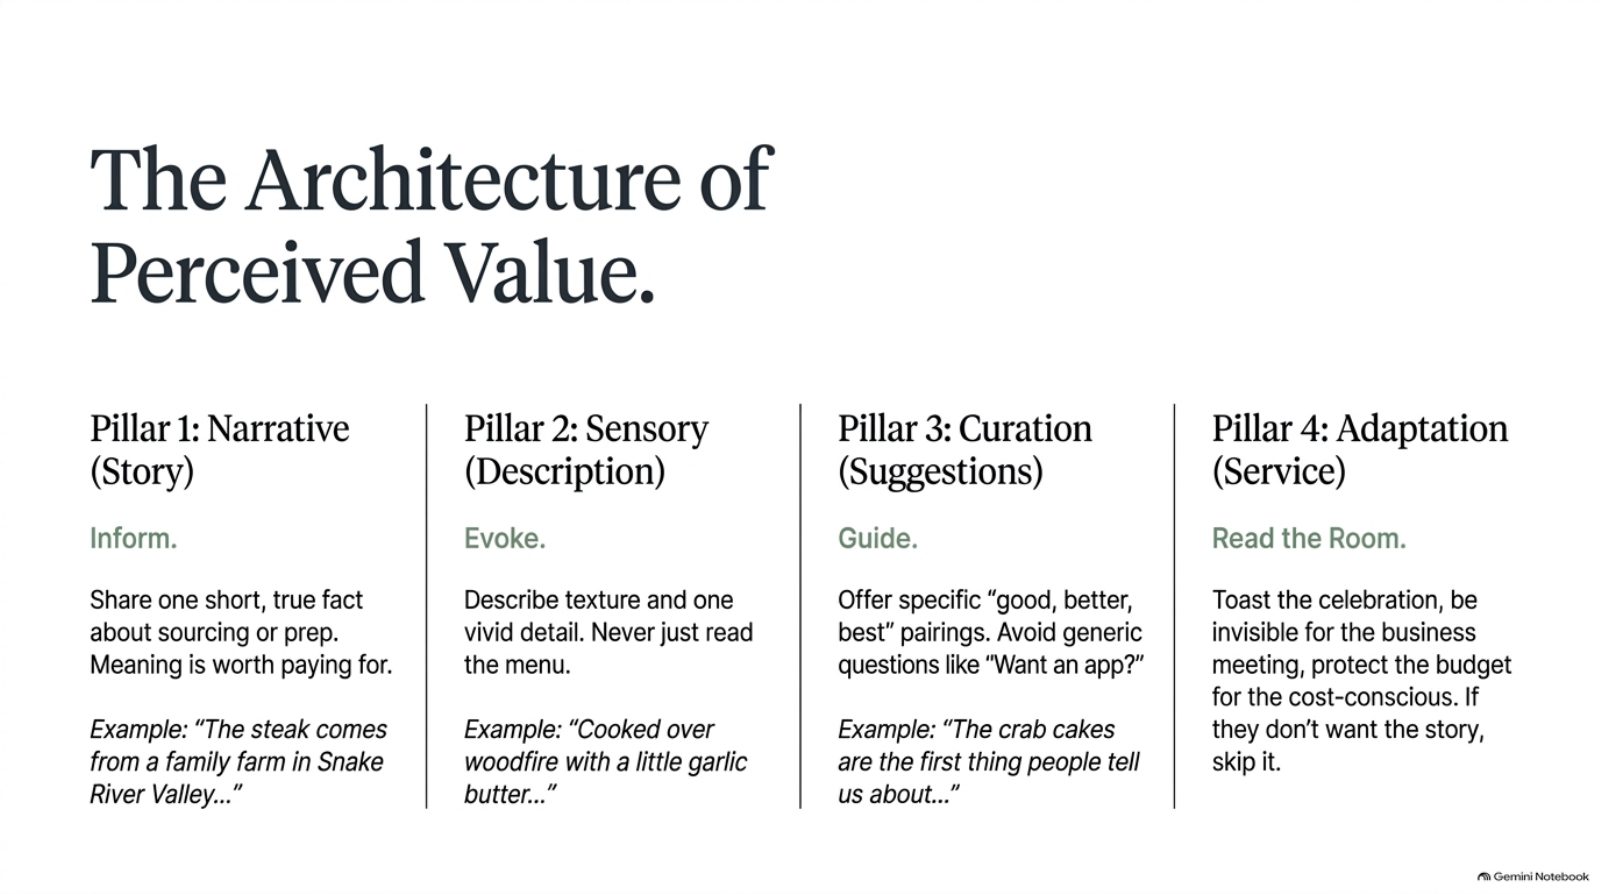 The Architecture of
Perceived Value.
Pillar 1: Narrative
(Story)
Inform.
Share one short, true fact
about sourcing or prep.
Meaning is worth paying for.
Example: “The steak comes
from a family farm in Snake
River Valley...”
Pillar 2: Sensory
(Description)
Evoke.
Describe texture and one
vivid detail. Never just read
the menu.
Example: “Cooked over
woodfire with a little garlic
butter...”
Pillar 3: Curation
(Suggestions)
Guide.
Offer specific “good, better,
best” pairings. Avoid generic
questions like “Want an app?”
Example: “The crab cakes
are the first thing people tell
us about...”
Pillar 4: Adaptation
(Service)
Read the Room.
Toast the celebration, be
invisible for the business
meeting, protect the budget
for the cost-conscious. If
they don’t want the story,
skip it.
Gemini Notebook